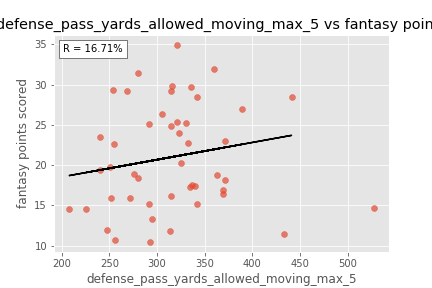 defense_pass_yards_allowed_moving_max_5 vs fantasy poin
R = 16.71%
35
30
25
20
15
10
fantasy points scored
200 250 300 350 400 450 500
defense_pass_yards_allowed_moving_max_5